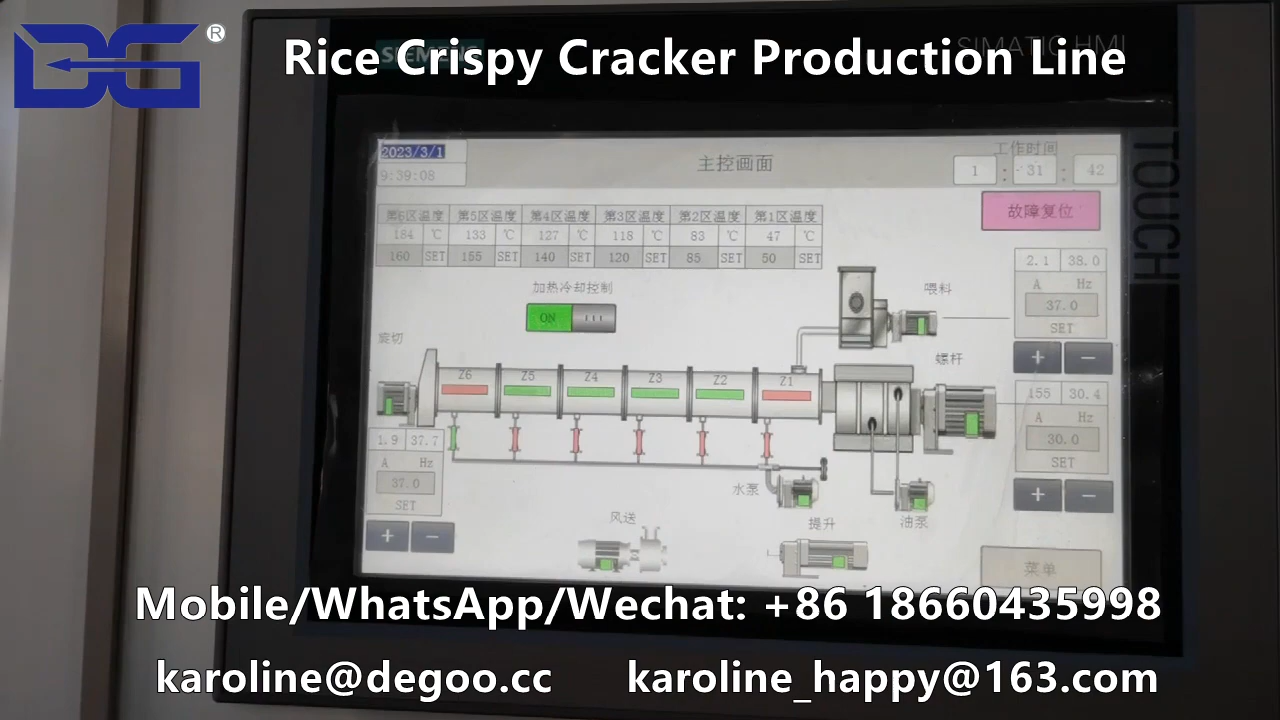 DG®
Rice Crispy Cracker Production Line
SIEMENS
SIMATIC HMI
TOUCH
2023/3/1
9:39:08
主控画面
工作时间
1 : 31 : 42
故障复位
第6区温度 第5区温度 第4区温度 第3区温度 第2区温度 第1区温度
184 ℃ 133 ℃ 127 ℃ 118 ℃ 83 ℃ 47 ℃
160 SET 155 SET 140 SET 120 SET 85 SET 50 SET
加热冷却控制
ON
喂料
2.1 38.0
A Hz
37.0
SET
+ −
旋切
螺杆
Z6 Z5 Z4 Z3 Z2 Z1
155 30.4
A Hz
30.0
SET
+ −
1.9 37.7
A Hz
37.0
SET
+ −
水泵
油泵
风送
提升
菜单
Mobile/WhatsApp/Wechat: +86 18660435998
karoline@degoo.cc karoline_happy@163.com